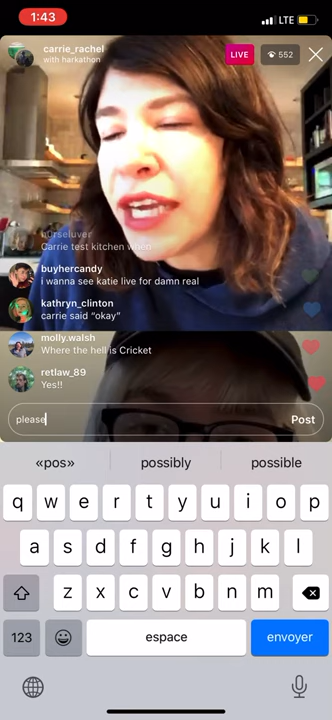 1:43
LTE
carrie_rachel
with harkathon
LIVE
552
b0rseluver
Carrie test kitchen when
buyhercandy
i wanna see katie live for damn real
kathryn_clinton
carrie said “okay”
molly.walsh
Where the hell is Cricket
retlaw_89
Yes!!
please
Post
«pos»
possibly
possible
q w e r t y u i o p
a s d f g h j k l
z x c v b n m
123
espace
envoyer